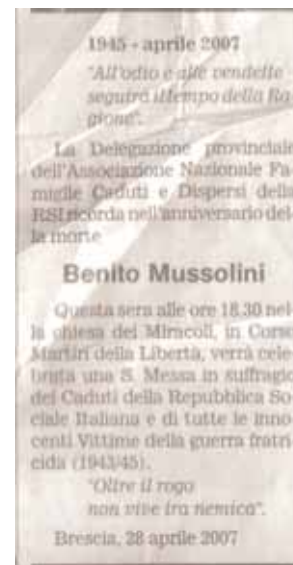 1945 - aprile 2007
"All'odio e alle vendette
seguirà il tempo della Ra-
gione".
La Delegazione provinciale
dell'Associazione Nazionale Fa-
miglie Caduti e Dispersi della
RSI ricorda nell'anniversario del-
la morte
Benito Mussolini
Questa sera alle ore 18.30 nel-
la chiesa dei Miracoli, in Corso
Martiri della Libertà, verrà cele-
brata una S. Messa in suffragio
dei Caduti della Repubblica So-
ciale Italiana e di tutte le inno-
centi Vittime della guerra fratri-
cida (1943/45).
"Oltre il rogo
non vive ira nemica".
Brescia, 28 aprile 2007